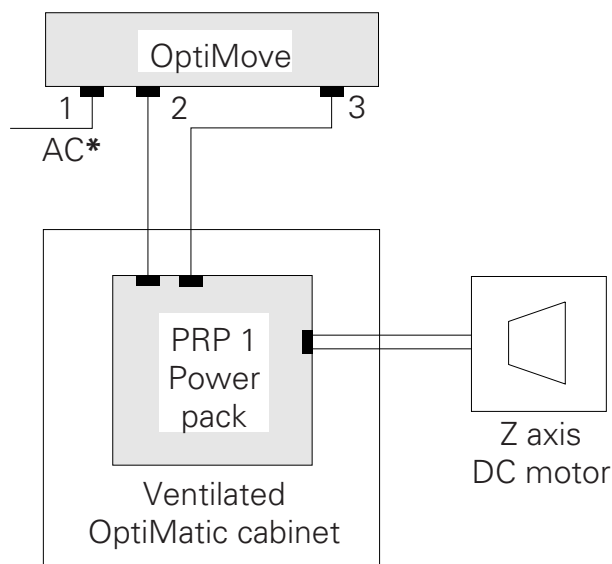 OptiMove
1
2
3
AC*
PRP 1
Power
pack
Z axis
DC motor
Ventilated
OptiMatic cabinet